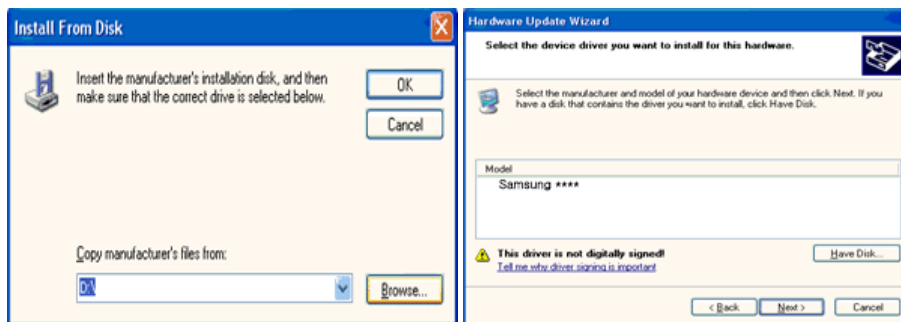 Install From Disk
Insert the manufacturer's installation disk, and then
make sure that the correct drive is selected below.
OK
Cancel
Copy manufacturer's files from:
D:\
Browse...
Hardware Update Wizard
Select the device driver you want to install for this hardware.
Select the manufacturer and model of your hardware device and then click Next. If you
have a disk that contains the driver you want to install, click Have Disk.
Model
Samsung ****
This driver is not digitally signed!
Tell me why driver signing is important
Have Disk...
< Back
Next >
Cancel